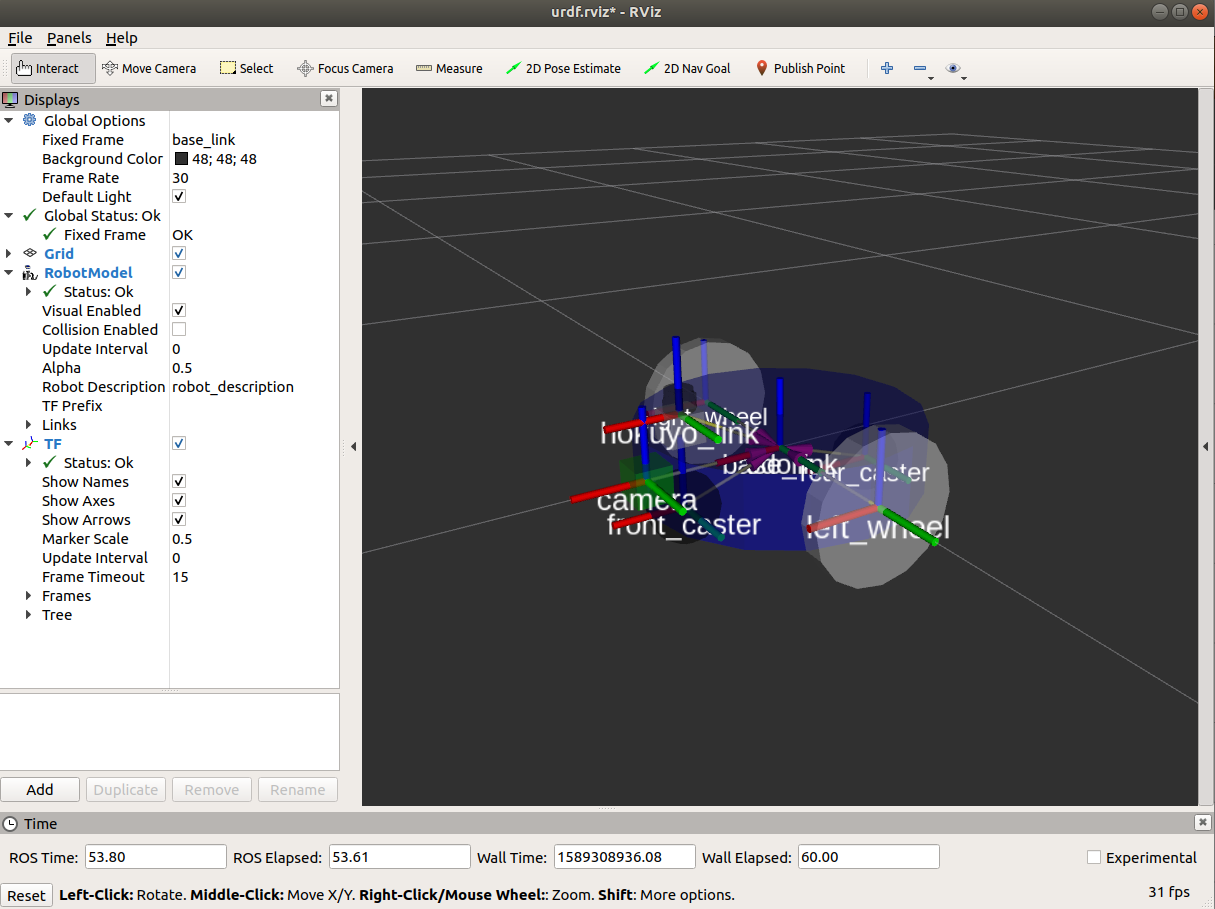 urdf.rviz* - RViz
File Panels Help
Interact Move Camera Select Focus Camera Measure 2D Pose Estimate 2D Nav Goal Publish Point
Displays
Global Options
Fixed Frame base_link
Background Color 48; 48; 48
Frame Rate 30
Default Light
Global Status: Ok
Fixed Frame OK
Grid
RobotModel
Status: Ok
Visual Enabled
Collision Enabled
Update Interval 0
Alpha 0.5
Robot Description robot_description
TF Prefix
Links
TF
Status: Ok
Show Names
Show Axes
Show Arrows
Marker Scale 0.5
Update Interval 0
Frame Timeout 15
Frames
Tree
right_wheel
hokuyo_link
rear_caster
camera
front_caster
left_wheel
Add Duplicate Remove Rename
Time
ROS Time: 53.80 ROS Elapsed: 53.61 Wall Time: 1589308936.08 Wall Elapsed: 60.00 Experimental
Reset Left-Click: Rotate. Middle-Click: Move X/Y. Right-Click/Mouse Wheel:: Zoom. Shift: More options. 31 fps